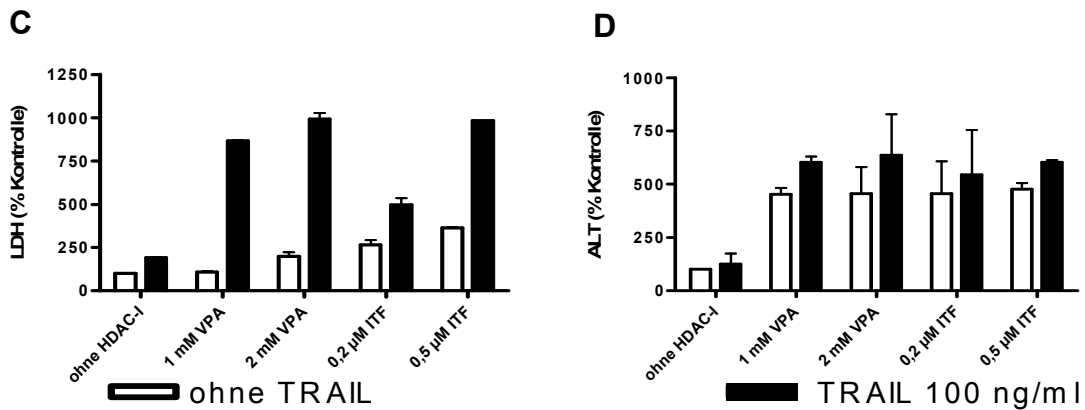 C
LDH (% Kontrolle)
1250
1000
750
500
250
0
ohne HDAC-I
1 mM VPA
2 mM VPA
0,2 µM ITF
0,5 µM ITF
D
ALT (% Kontrolle)
1000
750
500
250
0
ohne HDAC-I
1 mM VPA
2 mM VPA
0,2 µM ITF
0,5 µM ITF
ohne TRAIL
TRAIL 100 ng/ml